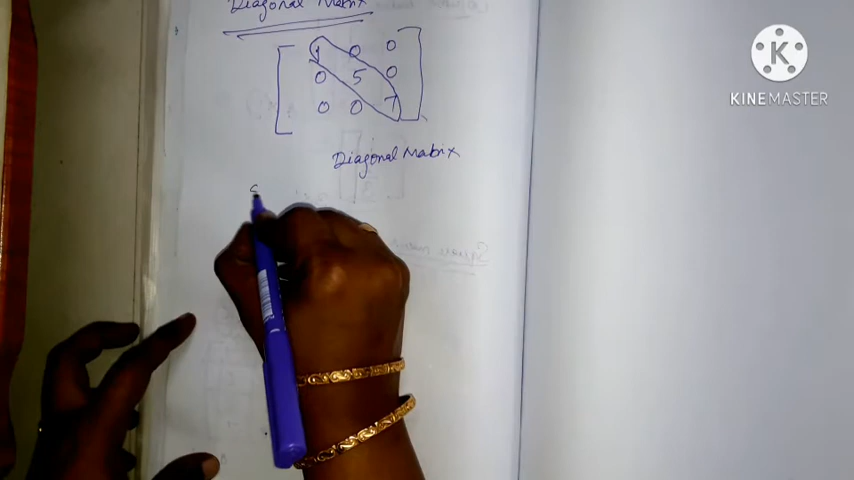 Diagonal Matrix
1 0 0
0 5 0
0 0 7
Diagonal Matrix
S
K
KINEMASTER